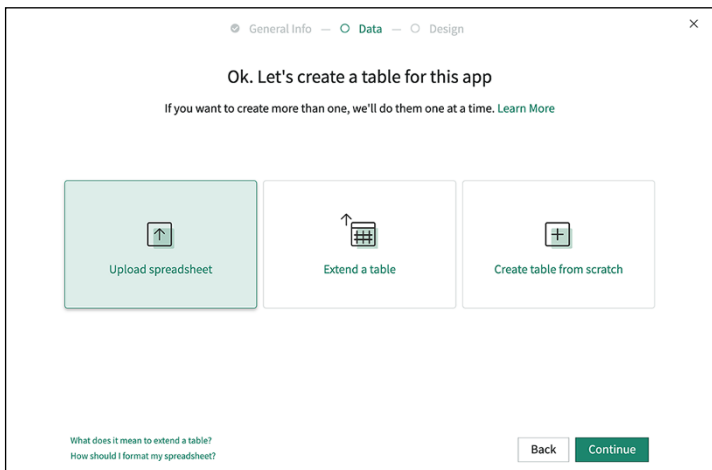 General Info — Data — Design
Ok. Let's create a table for this app
If you want to create more than one, we'll do them one at a time. Learn More
Upload spreadsheet
Extend a table
Create table from scratch
What does it mean to extend a table?
How should I format my spreadsheet?
Back
Continue